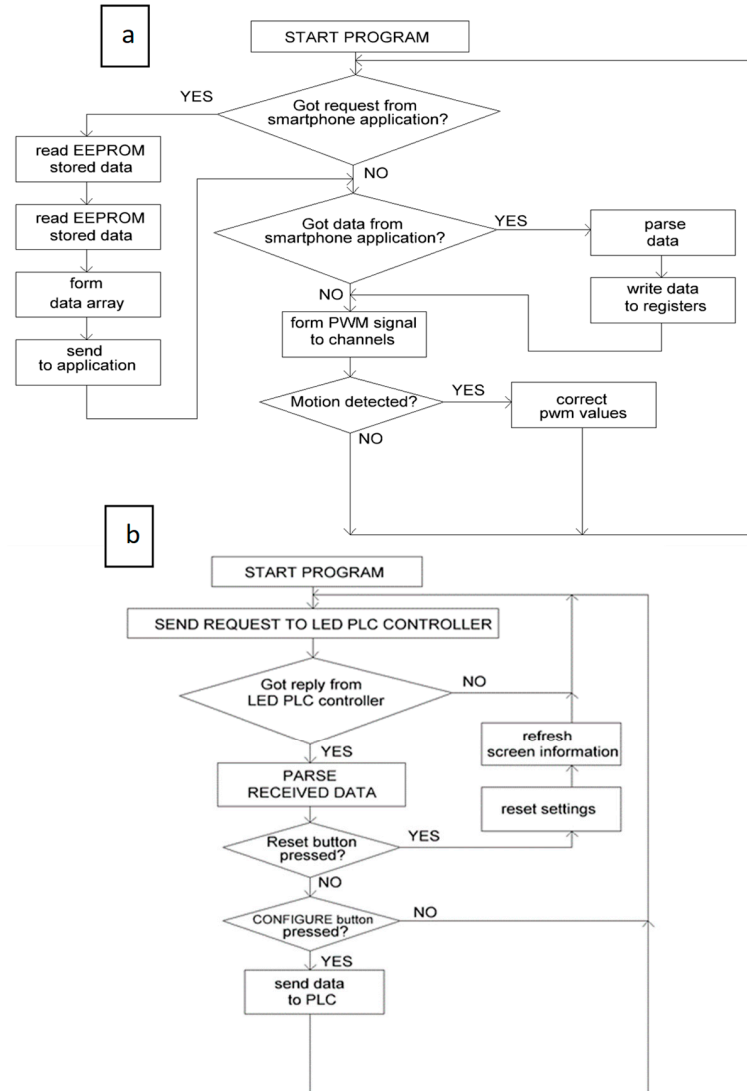 a
START PROGRAM
YES
Got request from
smartphone application?
read EEPROM
stored data
NO
read EEPROM
stored data
Got data from
smartphone application?
YES
parse
data
form
data array
NO
write data
to registers
form PWM signal
to channels
send
to application
Motion detected?
YES
correct
pwm values
NO
b
START PROGRAM
SEND REQUEST TO LED PLC CONTROLLER
Got reply from
LED PLC controller
NO
YES
refresh
screen information
PARSE
RECEIVED DATA
reset settings
Reset button
pressed?
YES
NO
CONFIGURE button
pressed?
NO
YES
send data
to PLC